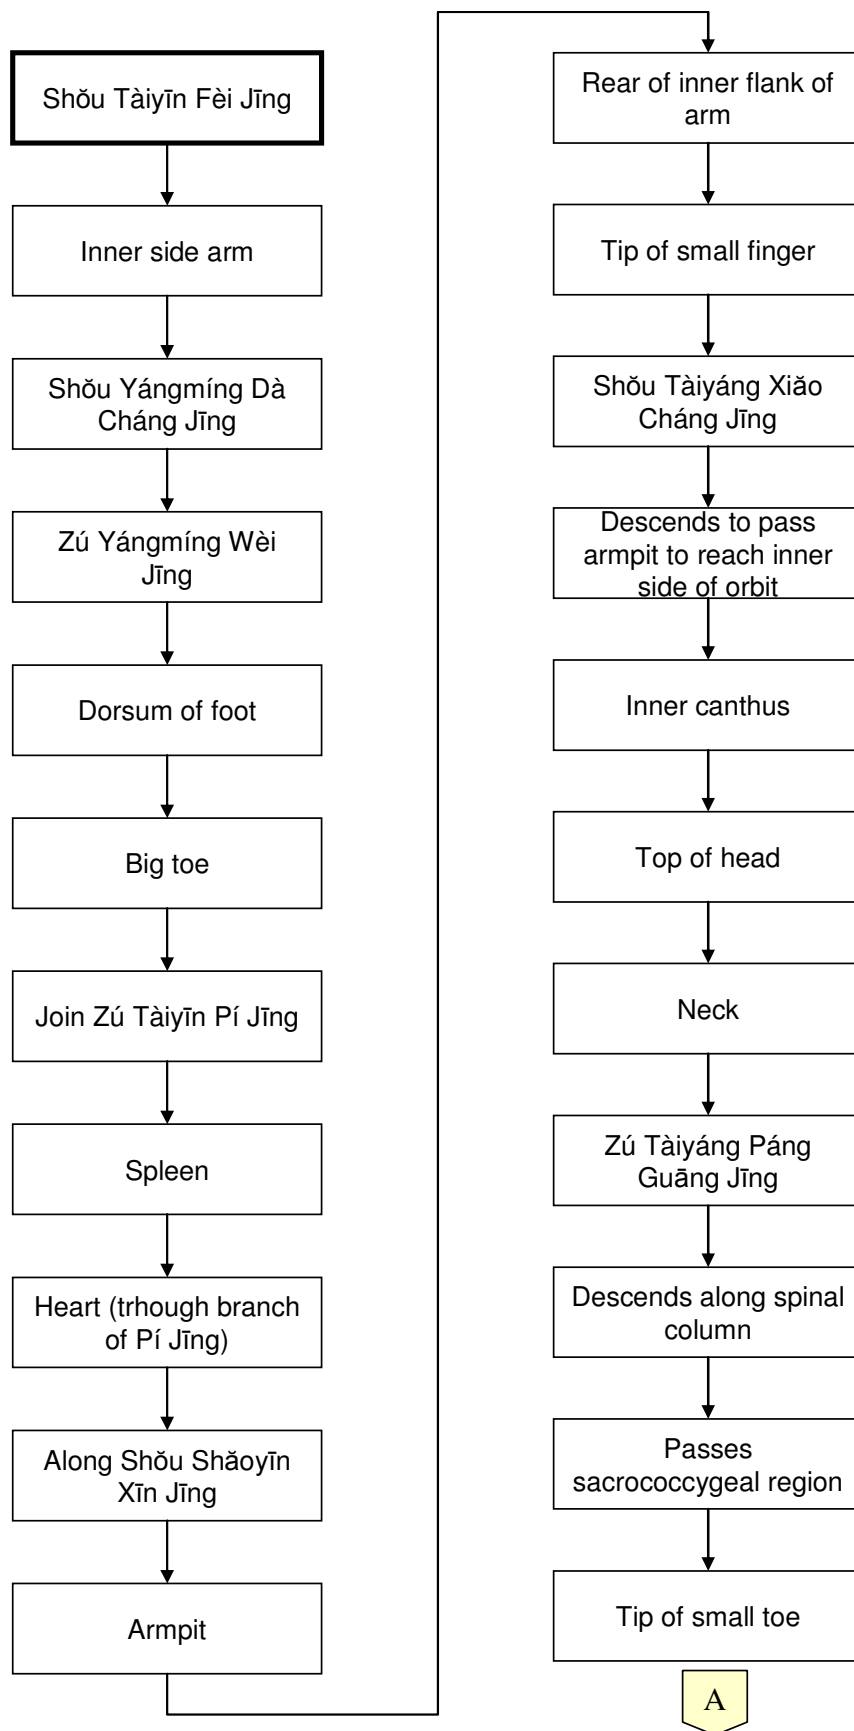 Shǒu Tàiyīn Fèi Jīng
Inner side arm
Shǒu Yángmíng Dà
Cháng Jīng
Zú Yángmíng Wèi
Jīng
Dorsum of foot
Big toe
Join Zú Tàiyīn Pí Jīng
Spleen
Heart (trhough branch
of Pí Jīng)
Along Shǒu Shǎoyīn
Xīn Jīng
Armpit
Rear of inner flank of
arm
Tip of small finger
Shǒu Tàiyáng Xiǎo
Cháng Jīng
Descends to pass
armpit to reach inner
side of orbit
Inner canthus
Top of head
Neck
Zú Tàiyáng Páng
Guāng Jīng
Descends along spinal
column
Passes
sacrococcygeal region
Tip of small toe
A